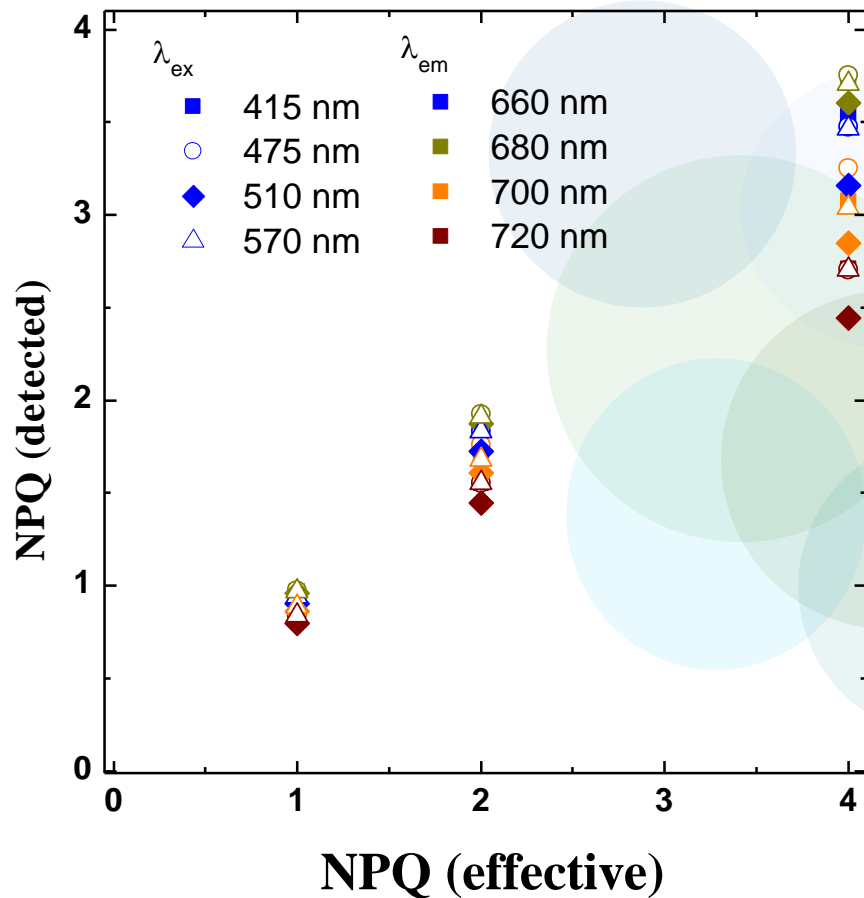 λex λem
415 nm 660 nm
475 nm 680 nm
510 nm 700 nm
570 nm 720 nm
NPQ (detected)
4
3
2
1
0
0 1 2 3 4
NPQ (effective)